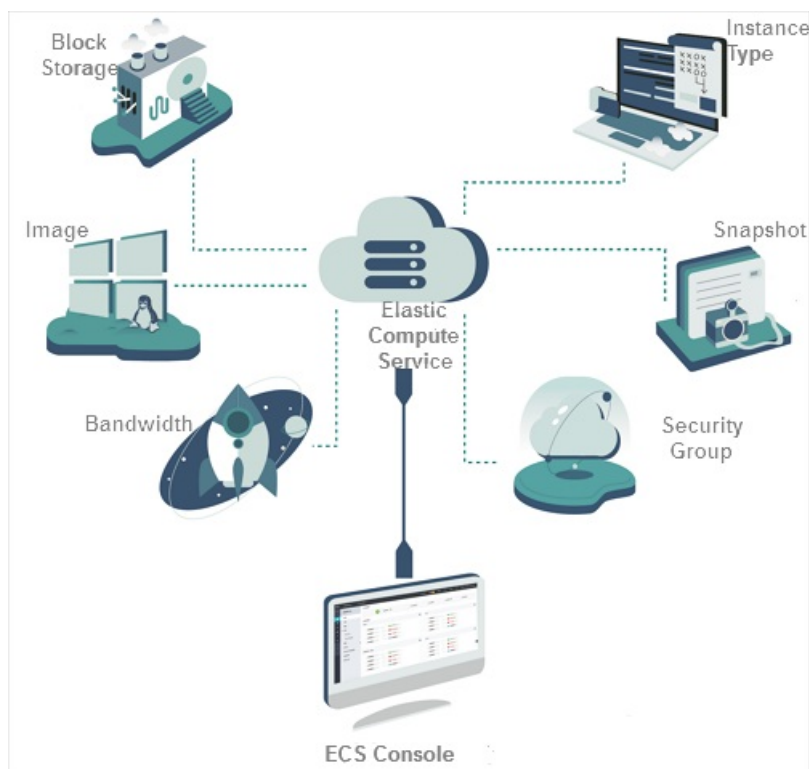 Block
Storage
Instance
Type
Image
Snapshot
Elastic
Compute
Service
Bandwidth
Security
Group
ECS Console